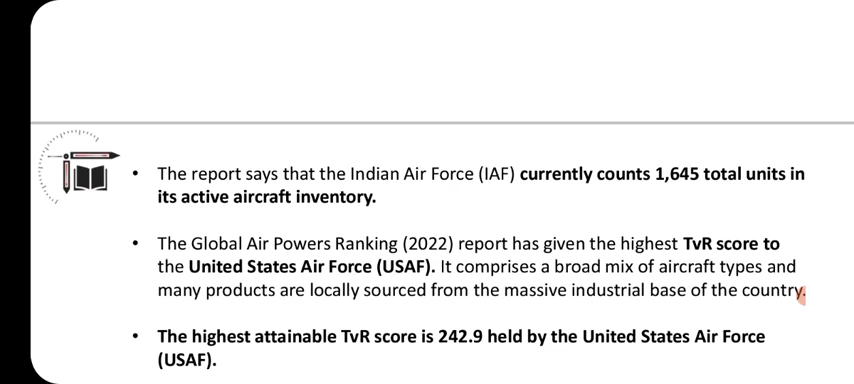 • The report says that the Indian Air Force (IAF) currently counts 1,645 total units in
its active aircraft inventory.
• The Global Air Powers Ranking (2022) report has given the highest TvR score to
the United States Air Force (USAF). It comprises a broad mix of aircraft types and
many products are locally sourced from the massive industrial base of the country.
• The highest attainable TvR score is 242.9 held by the United States Air Force
(USAF).